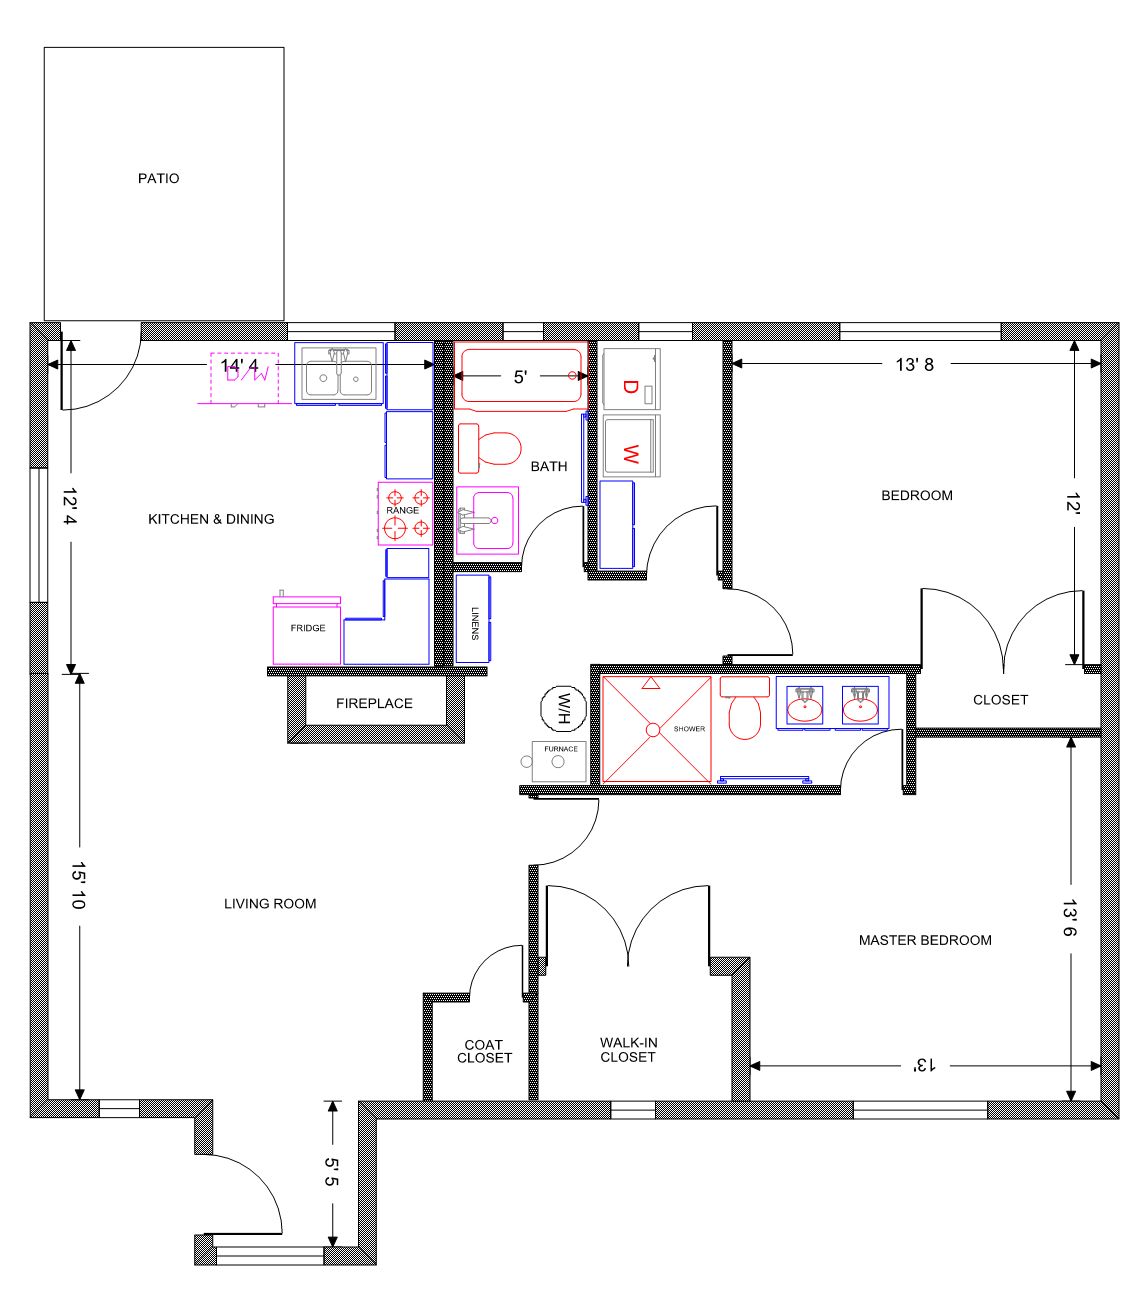 PATIO
14' 4
D/W
5'
D
13' 8
W
BATH
BEDROOM
12' 4
12'
RANGE
KITCHEN & DINING
LINENS
FRIDGE
FIREPLACE
W/H
SHOWER
CLOSET
FURNACE
15' 10
LIVING ROOM
13' 6
MASTER BEDROOM
COAT
CLOSET
WALK-IN
CLOSET
13'
5' 5